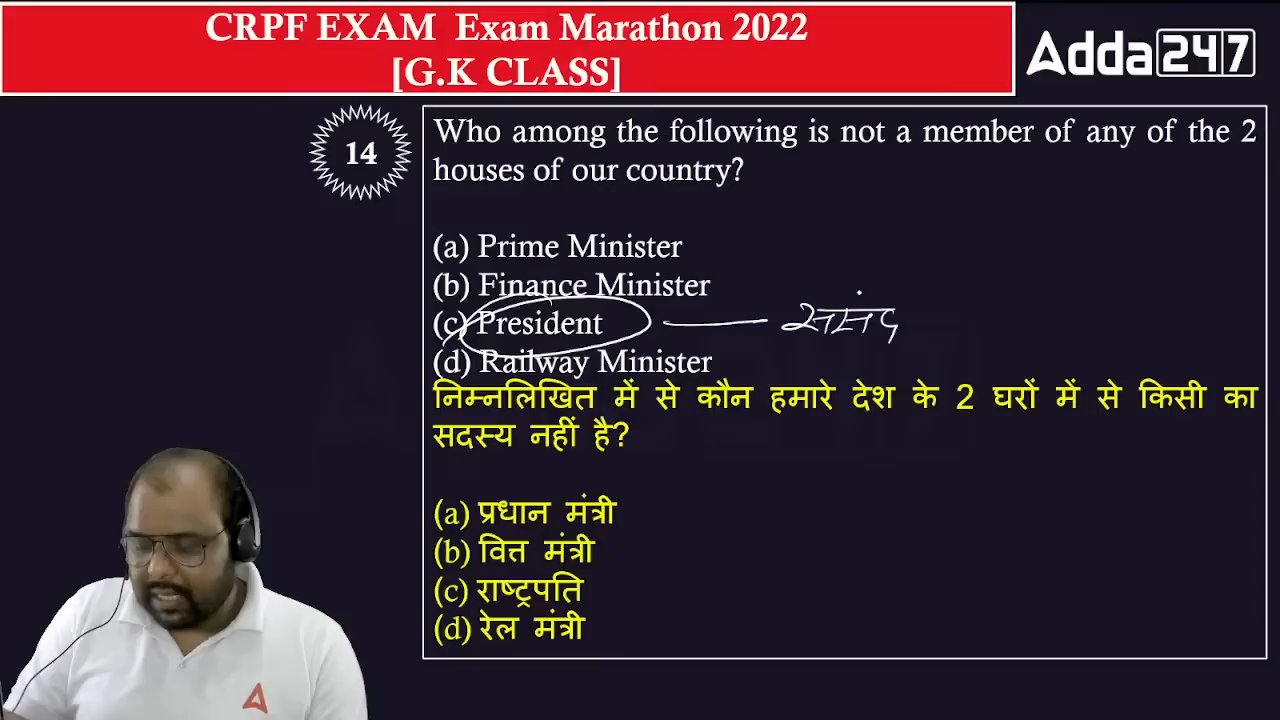 CRPF EXAM Exam Marathon 2022
[G.K CLASS]
Adda247
14
Who among the following is not a member of any of the 2
houses of our country?
(a) Prime Minister
(b) Finance Minister
(c) President
संसद
(d) Railway Minister
निम्नलिखित में से कौन हमारे देश के 2 घरों में से किसी का
सदस्य नहीं है?
(a) प्रधान मंत्री
(b) वित्त मंत्री
(c) राष्ट्रपति
(d) रेल मंत्री